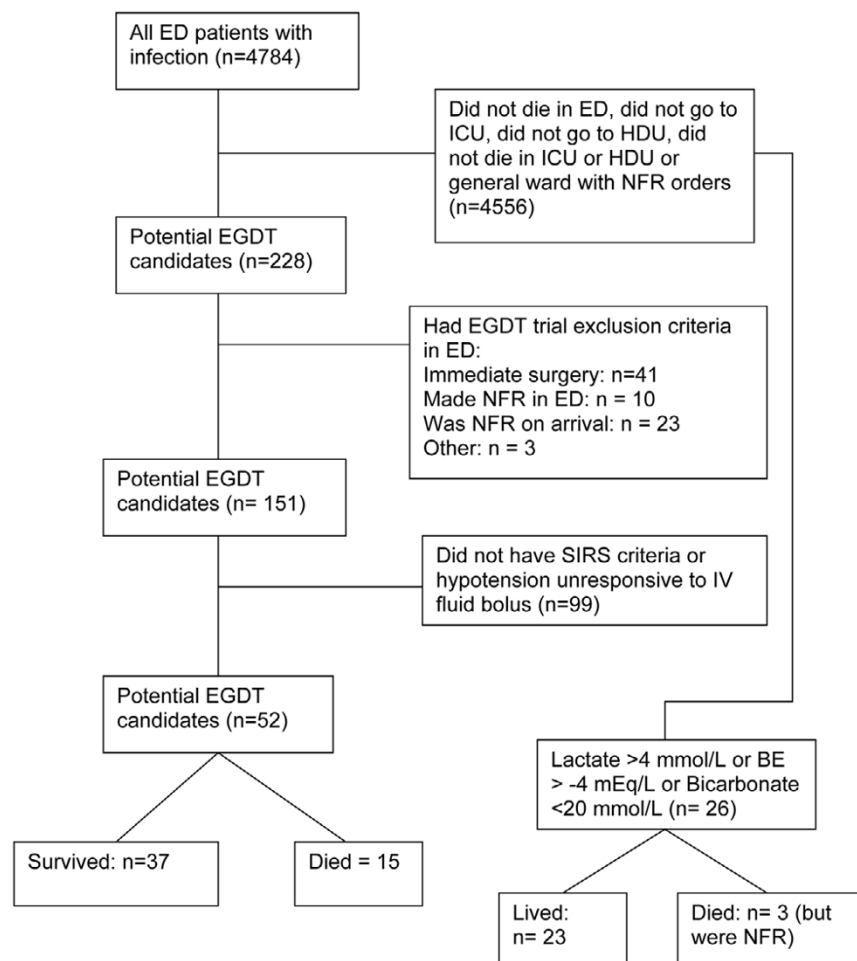 All ED patients with
infection (n=4784)
Did not die in ED, did not go to
ICU, did not go to HDU, did
not die in ICU or HDU or
general ward with NFR orders
(n=4556)
Potential EGDT
candidates (n=228)
Had EGDT trial exclusion criteria
in ED:
Immediate surgery: n=41
Made NFR in ED: n = 10
Was NFR on arrival: n = 23
Other: n = 3
Potential EGDT
candidates (n= 151)
Did not have SIRS criteria or
hypotension unresponsive to IV
fluid bolus (n=99)
Potential EGDT
candidates (n=52)
Lactate >4 mmol/L or BE
> -4 mEq/L or Bicarbonate
<20 mmol/L (n= 26)
Survived: n=37
Died = 15
Lived:
n= 23
Died: n= 3 (but
were NFR)